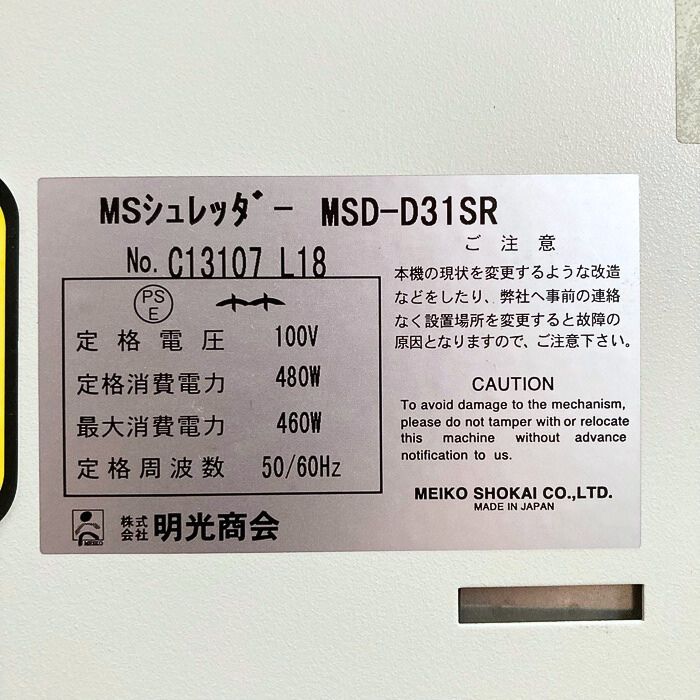 MSシュレッダー MSD-D31SR
No. C13107 L18
PS
E
定格電圧 100V
定格消費電力 480W
最大消費電力 460W
定格周波数 50/60Hz
株式
会社 明光商会
MEIKO
ご注意
本機の現状を変更するような改造
などをしたり、弊社へ事前の連絡
なく設置場所を変更すると故障の
原因となりますので、ご注意下さい。
CAUTION
To avoid damage to the mechanism,
please do not tamper with or relocate
this machine without advance
notification to us.
MEIKO SHOKAI CO.,LTD.
MADE IN JAPAN